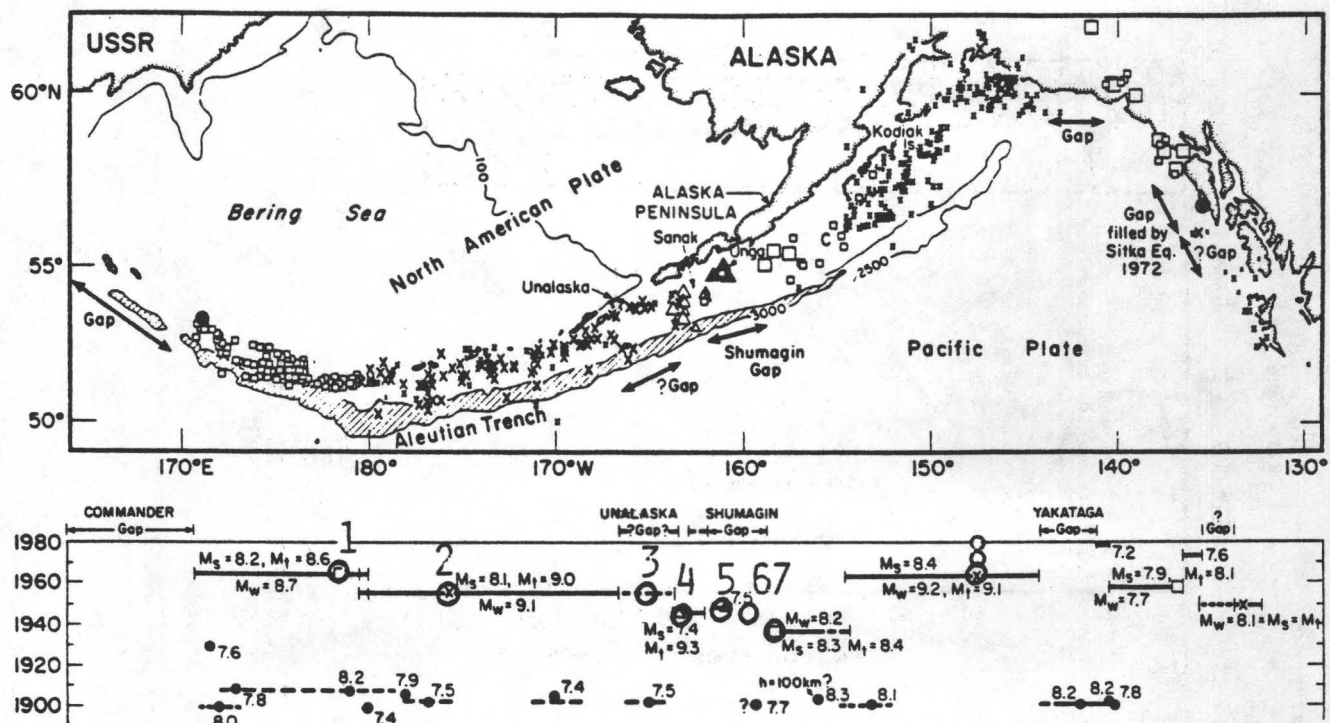 USSR
ALASKA
60°N
55°
50°
Bering Sea
100
North American Plate
ALASKA
PENINSULA
Kodiak
Is.
Sanak
Unga
Unalaska
C
2500
5000
Gap
Gap
Gap
filled by
Sitka Eq.
1972
?Gap
Shumagin
Gap
?Gap
Pacific Plate
Aleutian Trench
170°E
180°
170°W
160°
150°
140°
130°
COMMANDER
Gap
UNALASKA
?Gap?
SHUMAGIN
Gap
YAKATAGA
Gap
?
Gap
1980
1960
1940
1920
1900
1
2
3
4
5
67
Ms=8.2, Mt=8.6
Mw=8.7
Ms=8.1, Mt=9.0
Mw=9.1
Ms=7.4
Mt=9.3
Mw=8.2
Ms=8.3 Mt=8.4
Ms=8.4
Mw=9.2, Mt=9.1
7.2
Ms=7.9
Mw=7.7
7.6
Mt=8.1
Mw=8.1=Ms=Mt
7.6
7.8
8.0
8.2
7.4
7.9
7.5
7.4
7.5
?
7.7
h=100km?
8.3
8.1
8.2
8.2
7.8